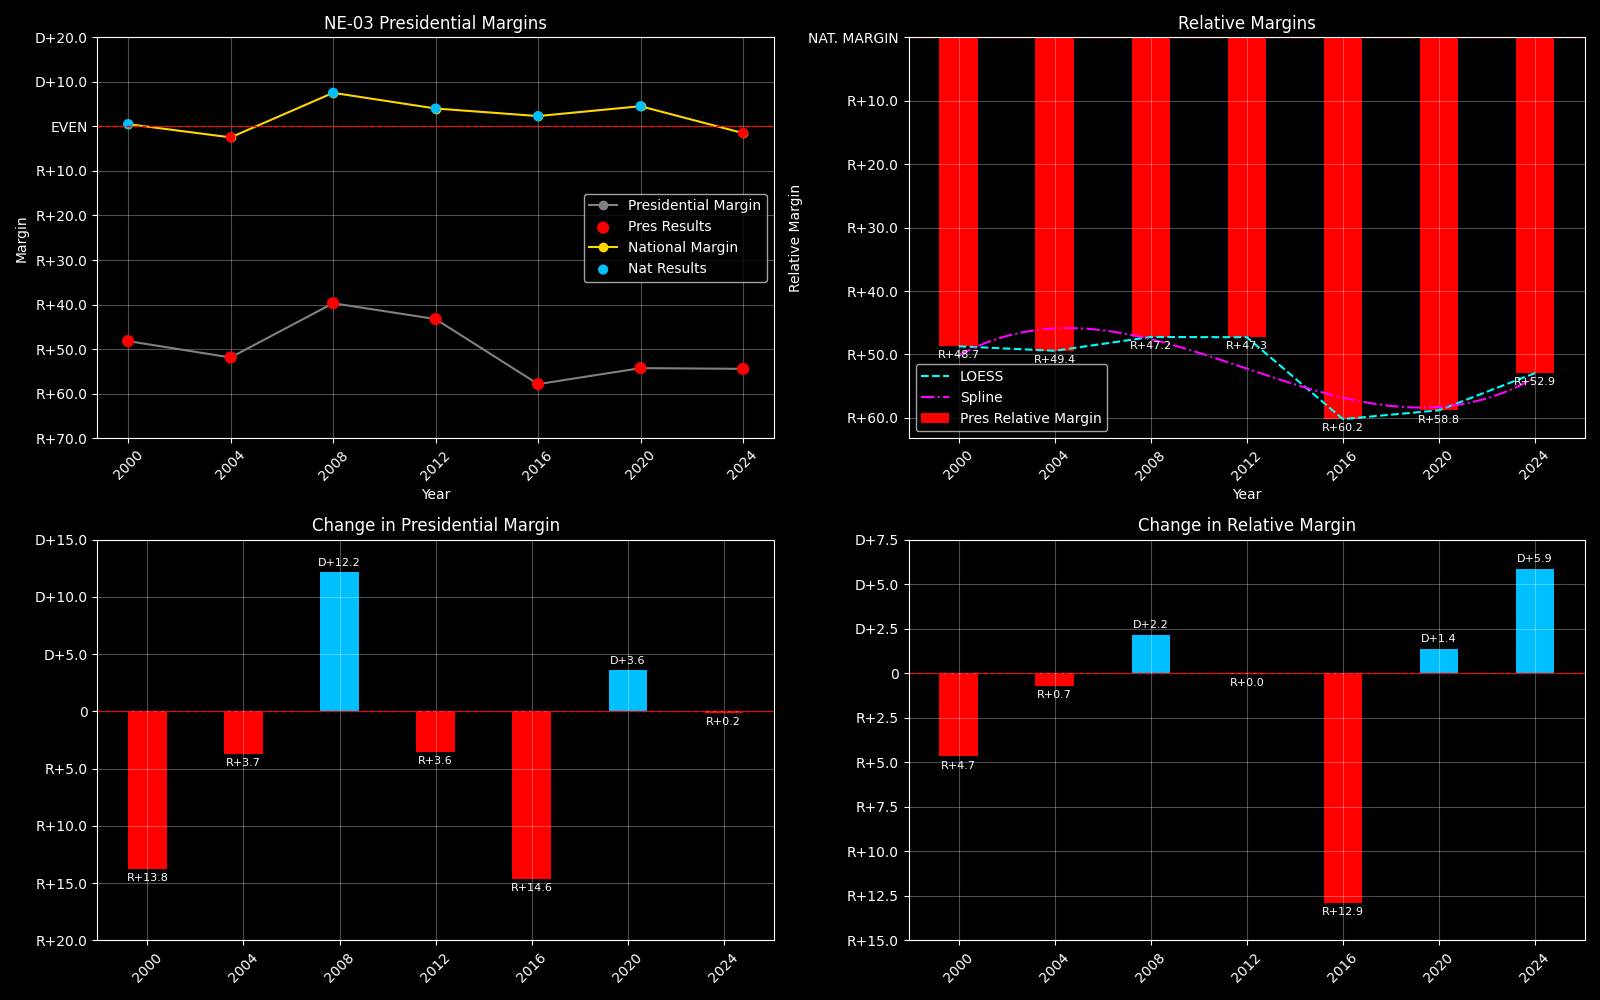 NE-03 Presidential Margins
D+20.0
D+10.0
EVEN
R+10.0
R+20.0
R+30.0
R+40.0
R+50.0
R+60.0
R+70.0
Margin
Presidential Margin
Pres Results
National Margin
Nat Results
2000
2004
2008
2012
2016
2020
2024
Year
Relative Margins
NAT. MARGIN
R+10.0
R+20.0
R+30.0
R+40.0
R+50.0
R+60.0
Relative Margin
R+48.7
R+49.4
R+47.2
R+47.3
R+60.2
R+58.8
R+52.9
LOESS
Spline
Pres Relative Margin
2000
2004
2008
2012
2016
2020
2024
Year
Change in Presidential Margin
D+15.0
D+10.0
D+5.0
0
R+5.0
R+10.0
R+15.0
R+20.0
R+13.8
R+3.7
D+12.2
R+3.6
R+14.6
D+3.6
R+0.2
2000
2004
2008
2012
2016
2020
2024
Change in Relative Margin
D+7.5
D+5.0
D+2.5
0
R+2.5
R+5.0
R+7.5
R+10.0
R+12.5
R+15.0
R+4.7
R+0.7
D+2.2
R+0.0
R+12.9
D+1.4
D+5.9
2000
2004
2008
2012
2016
2020
2024